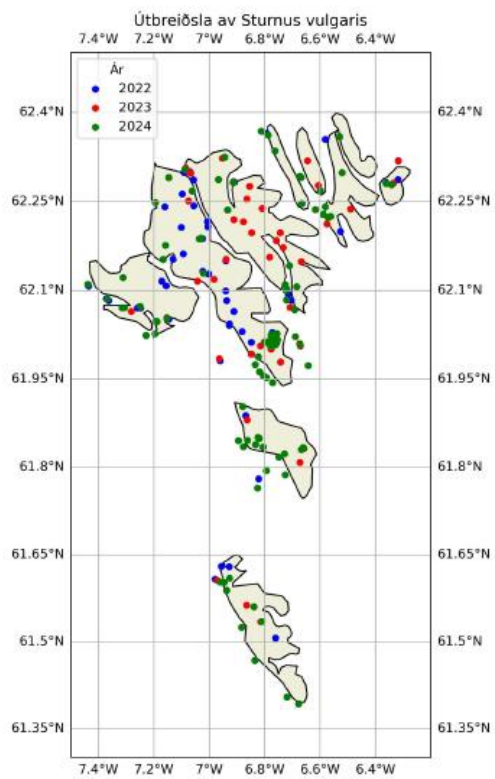 Útbreiðsla av Sturnus vulgaris
7.4°W 7.2°W 7°W 6.8°W 6.6°W 6.4°W
Ár
2022
2023
2024
62.4°N 62.4°N
62.25°N 62.25°N
62.1°N 62.1°N
61.95°N 61.95°N
61.8°N 61.8°N
61.65°N 61.65°N
61.5°N 61.5°N
61.35°N 61.35°N
7.4°W 7.2°W 7°W 6.8°W 6.6°W 6.4°W